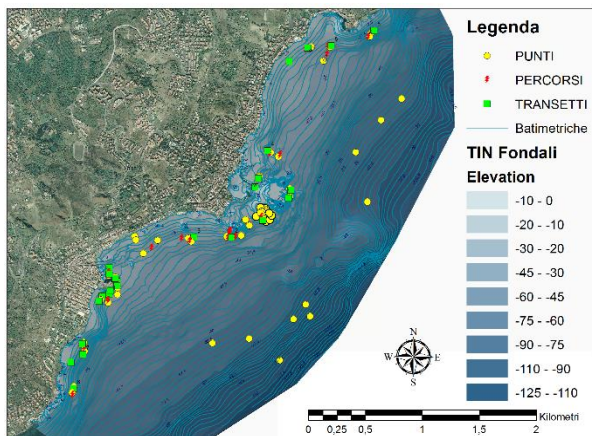 Legenda
PUNTI
PERCORSI
TRANSETTI
Batimetriche
TIN Fondali
Elevation
-10 - 0
-20 - -10
-30 - -20
-45 - -30
-60 - -45
-75 - -60
-90 - -75
-110 - -90
-125 - -110
N
W E
S
Kilometri
0 0,25 0,5 1 1,5 2